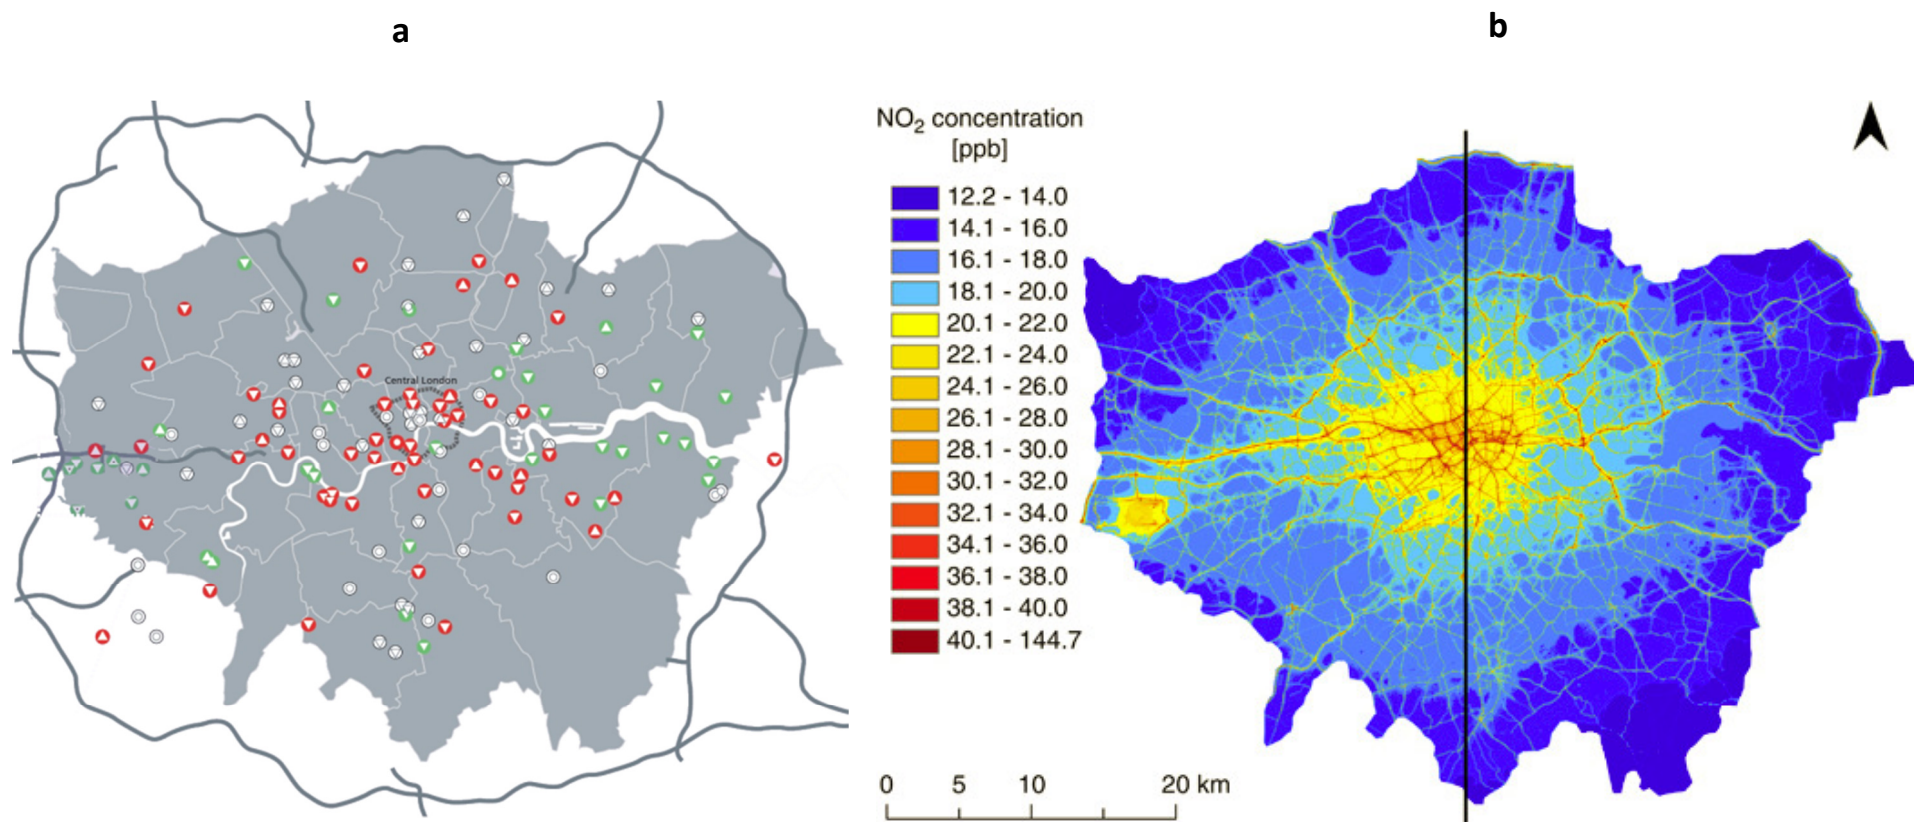 a
b
Central London
NO2 concentration
[ppb]
12.2 - 14.0
14.1 - 16.0
16.1 - 18.0
18.1 - 20.0
20.1 - 22.0
22.1 - 24.0
24.1 - 26.0
26.1 - 28.0
28.1 - 30.0
30.1 - 32.0
32.1 - 34.0
34.1 - 36.0
36.1 - 38.0
38.1 - 40.0
40.1 - 144.7
0 5 10 20 km